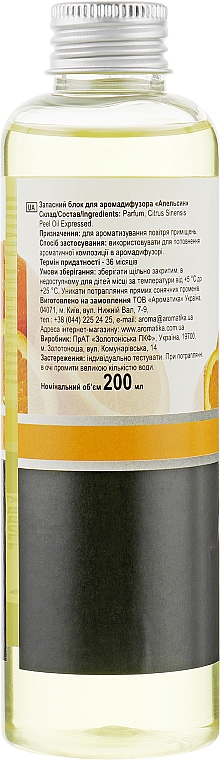 UA
Запасний блок для аромадифузора «Апельсин»
Склад/Состав/Ingredients: Parfum, Citrus Sinensis
Peel Oil Expressed.
Призначення: для ароматизування повітря приміщень.
Спосіб застосування: використовувати для поповнення
ароматичної композиції в аромадифузорі.
Термін придатності - 36 місяців
Умови зберігання: зберігати щільно закритим, в
недоступному для дітей місці за температури від +5 °С до
+25 °С. Уникати потрапляння прямих сонячних променів.
Виготовлено на замовлення ТОВ «Ароматика», Україна,
04071, м. Київ, вул. Нижній Вал, 7-9,
тел.: +38 (044) 225 24 25, e-mail: aroma@aromatika.com.ua
Адреса інтернет-магазину: www.aromatika.com.ua
Виробник: ПрАТ «Золотоніська ПКФ», Україна, 19700,
м. Золотоноша, вул. Комунарівська, 14
Застереження: індивідуально тестувати. При потраплянні
в очі промити великою кількістю води.
Номінальний об'єм 200 мл